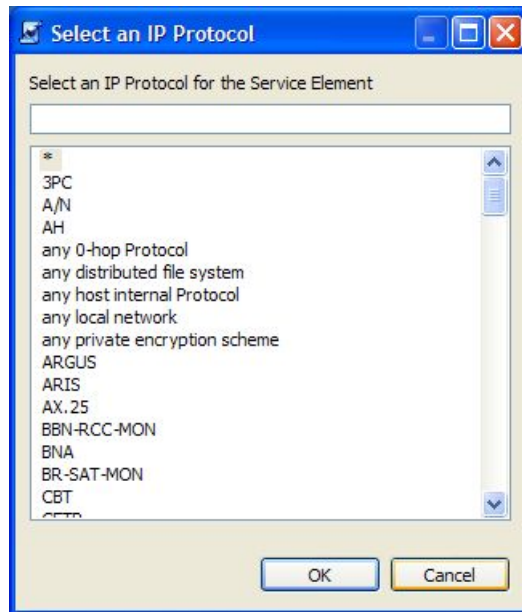 Select an IP Protocol
Select an IP Protocol for the Service Element
*
3PC
A/N
AH
any 0-hop Protocol
any distributed file system
any host internal Protocol
any local network
any private encryption scheme
ARGUS
ARIS
AX.25
BBN-RCC-MON
BNA
BR-SAT-MON
CBT
OK Cancel